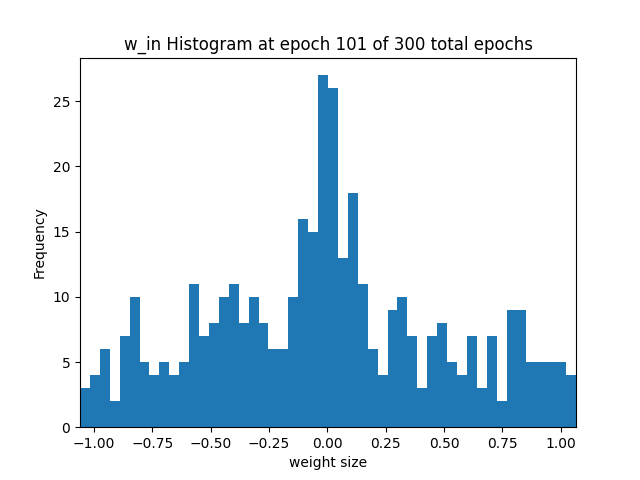 w_in Histogram at epoch 101 of 300 total epochs
Frequency
25
20
15
10
5
0
−1.00 −0.75 −0.50 −0.25 0.00 0.25 0.50 0.75 1.00
weight size